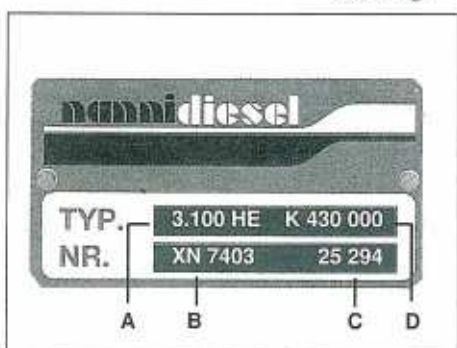 nannidiesel
TYP. 3.100 HE K 430 000
NR. XN 7403 25 294
A B C D